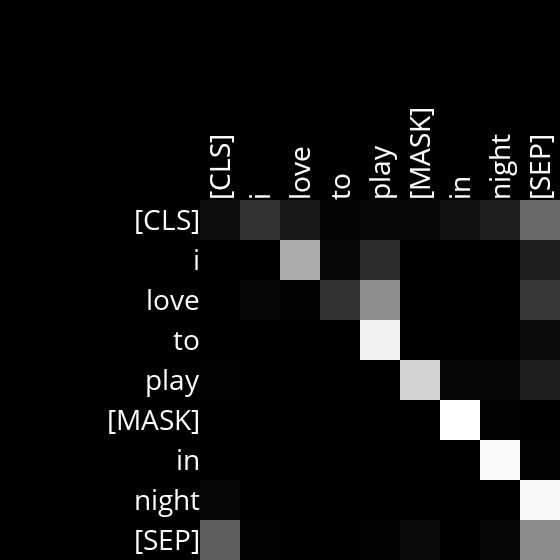 [CLS] i love to play [MASK] in night [SEP]
[CLS]
i
love
to
play
[MASK]
in
night
[SEP]